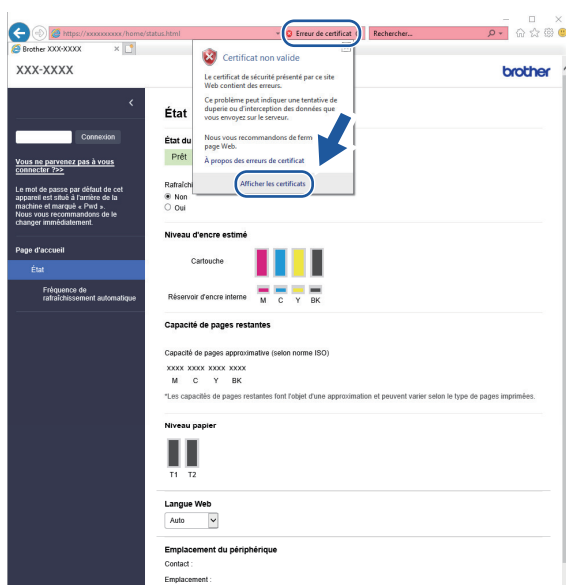 https://xxxxxxxxxx/home/status.html
Erreur de certificat
Rechercher...
Brother XXX-XXXX
XXX-XXXX
brother
Certificat non valide
Le certificat de sécurité présenté par ce site
Web contient des erreurs.
Ce problème peut indiquer une tentative de
duperie ou d'interception des données que
vous envoyez sur le serveur.
Nous vous recommandons de ferm
page Web.
À propos des erreurs de certificat
Afficher les certificats
Connexion
Vous ne parvenez pas à vous
connecter ?>>
Le mot de passe par défaut de cet
appareil est situé à l'arrière de la
machine et marqué « Pwd ».
Nous vous recommandons de le
changer immédiatement.
Page d'accueil
État
Fréquence de
rafraîchissement automatique
État
État du
Prêt
Rafraîchi
Non
Oui
Niveau d'encre estimé
Cartouche
Réservoir d'encre interne
M C Y BK
Capacité de pages restantes
Capacité de pages approximative (selon norme ISO)
xxxx xxxx xxxx xxxx
M C Y BK
*Les capacités de pages restantes font l'objet d'une approximation et peuvent varier selon le type de pages imprimées.
Niveau papier
T1 T2
Langue Web
Auto
Emplacement du périphérique
Contact :
Emplacement :